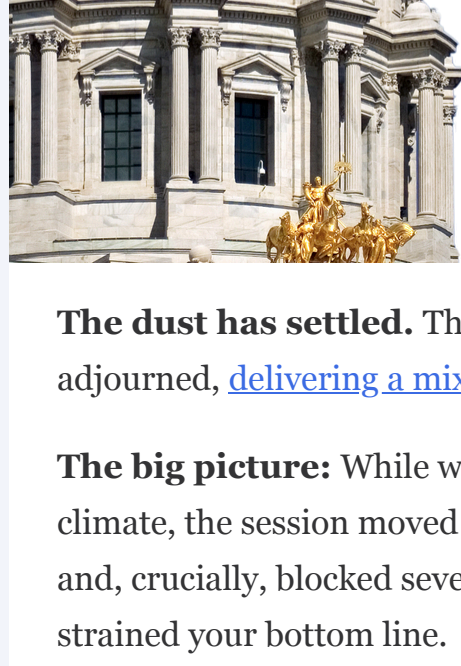 The dust has settled. Th
adjourned, delivering a mix
The big picture: While w
climate, the session moved
and, crucially, blocked seve
strained your bottom line.